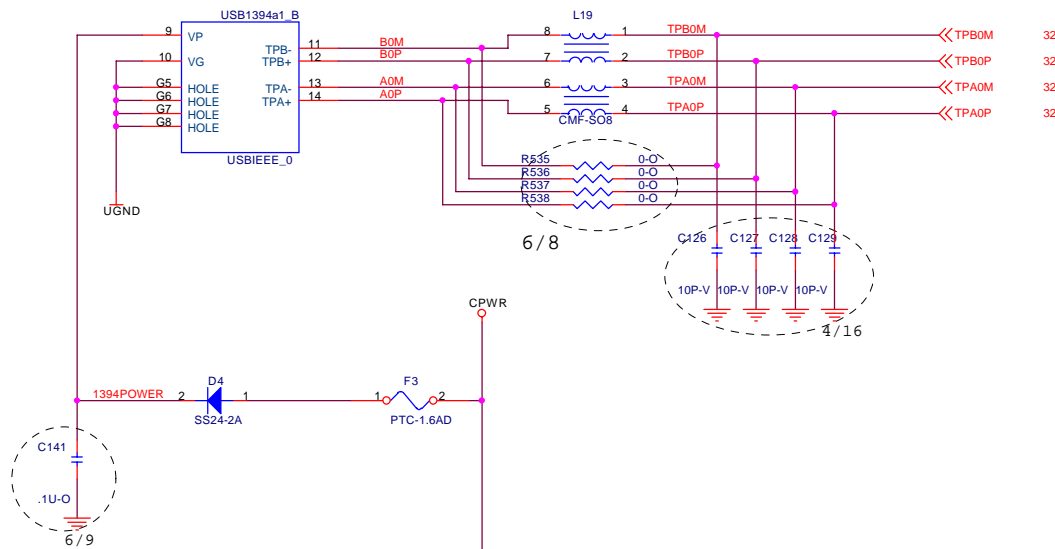 USB1394a1_B
L19
9 VP
10 VG
G5 HOLE
G6 HOLE
G7 HOLE
G8 HOLE
TPB- 11 B0M
TPB+ 12 B0P
TPA- 13 A0M
TPA+ 14 A0P
USBIEEE_0
8 1 TPB0M
7 2 TPB0P
6 3 TPA0M
5 4 TPA0P
CMF-SO8
TPB0M 32
TPB0P 32
TPA0M 32
TPA0P 32
UGND
R535 0-O
R536 0-O
R537 0-O
R538 0-O
6/8
C126 C127 C128 C129
10P-V 10P-V 10P-V
4/16
CPWR
1394POWER
2 D4 1
SS24-2A
1 F3 2
PTC-1.6AD
C141
.1U-O
6/9